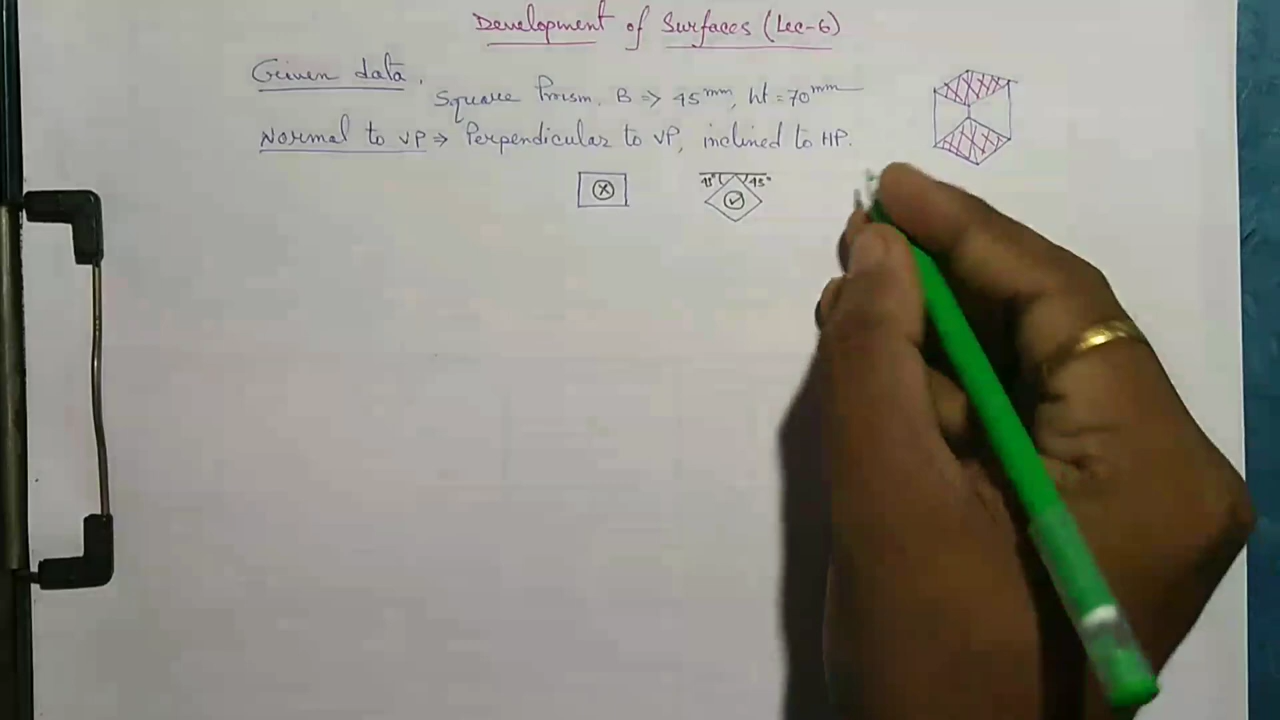 Development of Surfaces (Lec-6)
Given data,
Square Prism, B => 45mm, ht = 70mm
Normal to VP => Perpendicular to VP, inclined to HP.
45° 45°